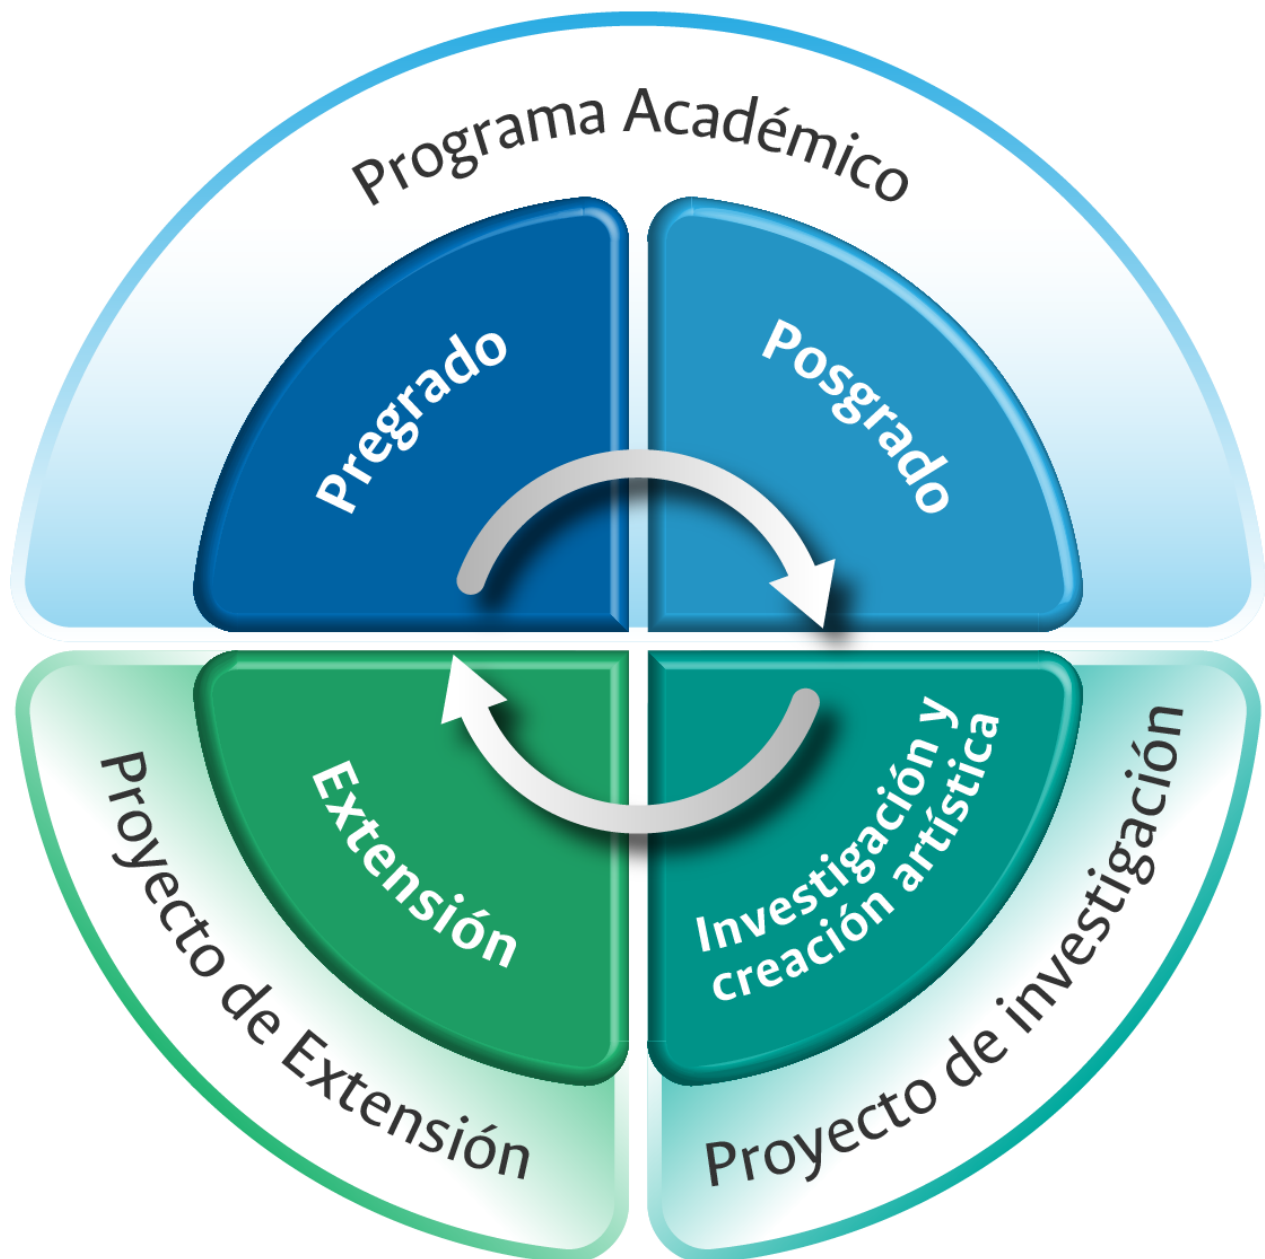 Programa Académico
Pregrado
Posgrado
Extensión
Investigación y
creación artística
Proyecto de Extensión
Proyecto de investigación